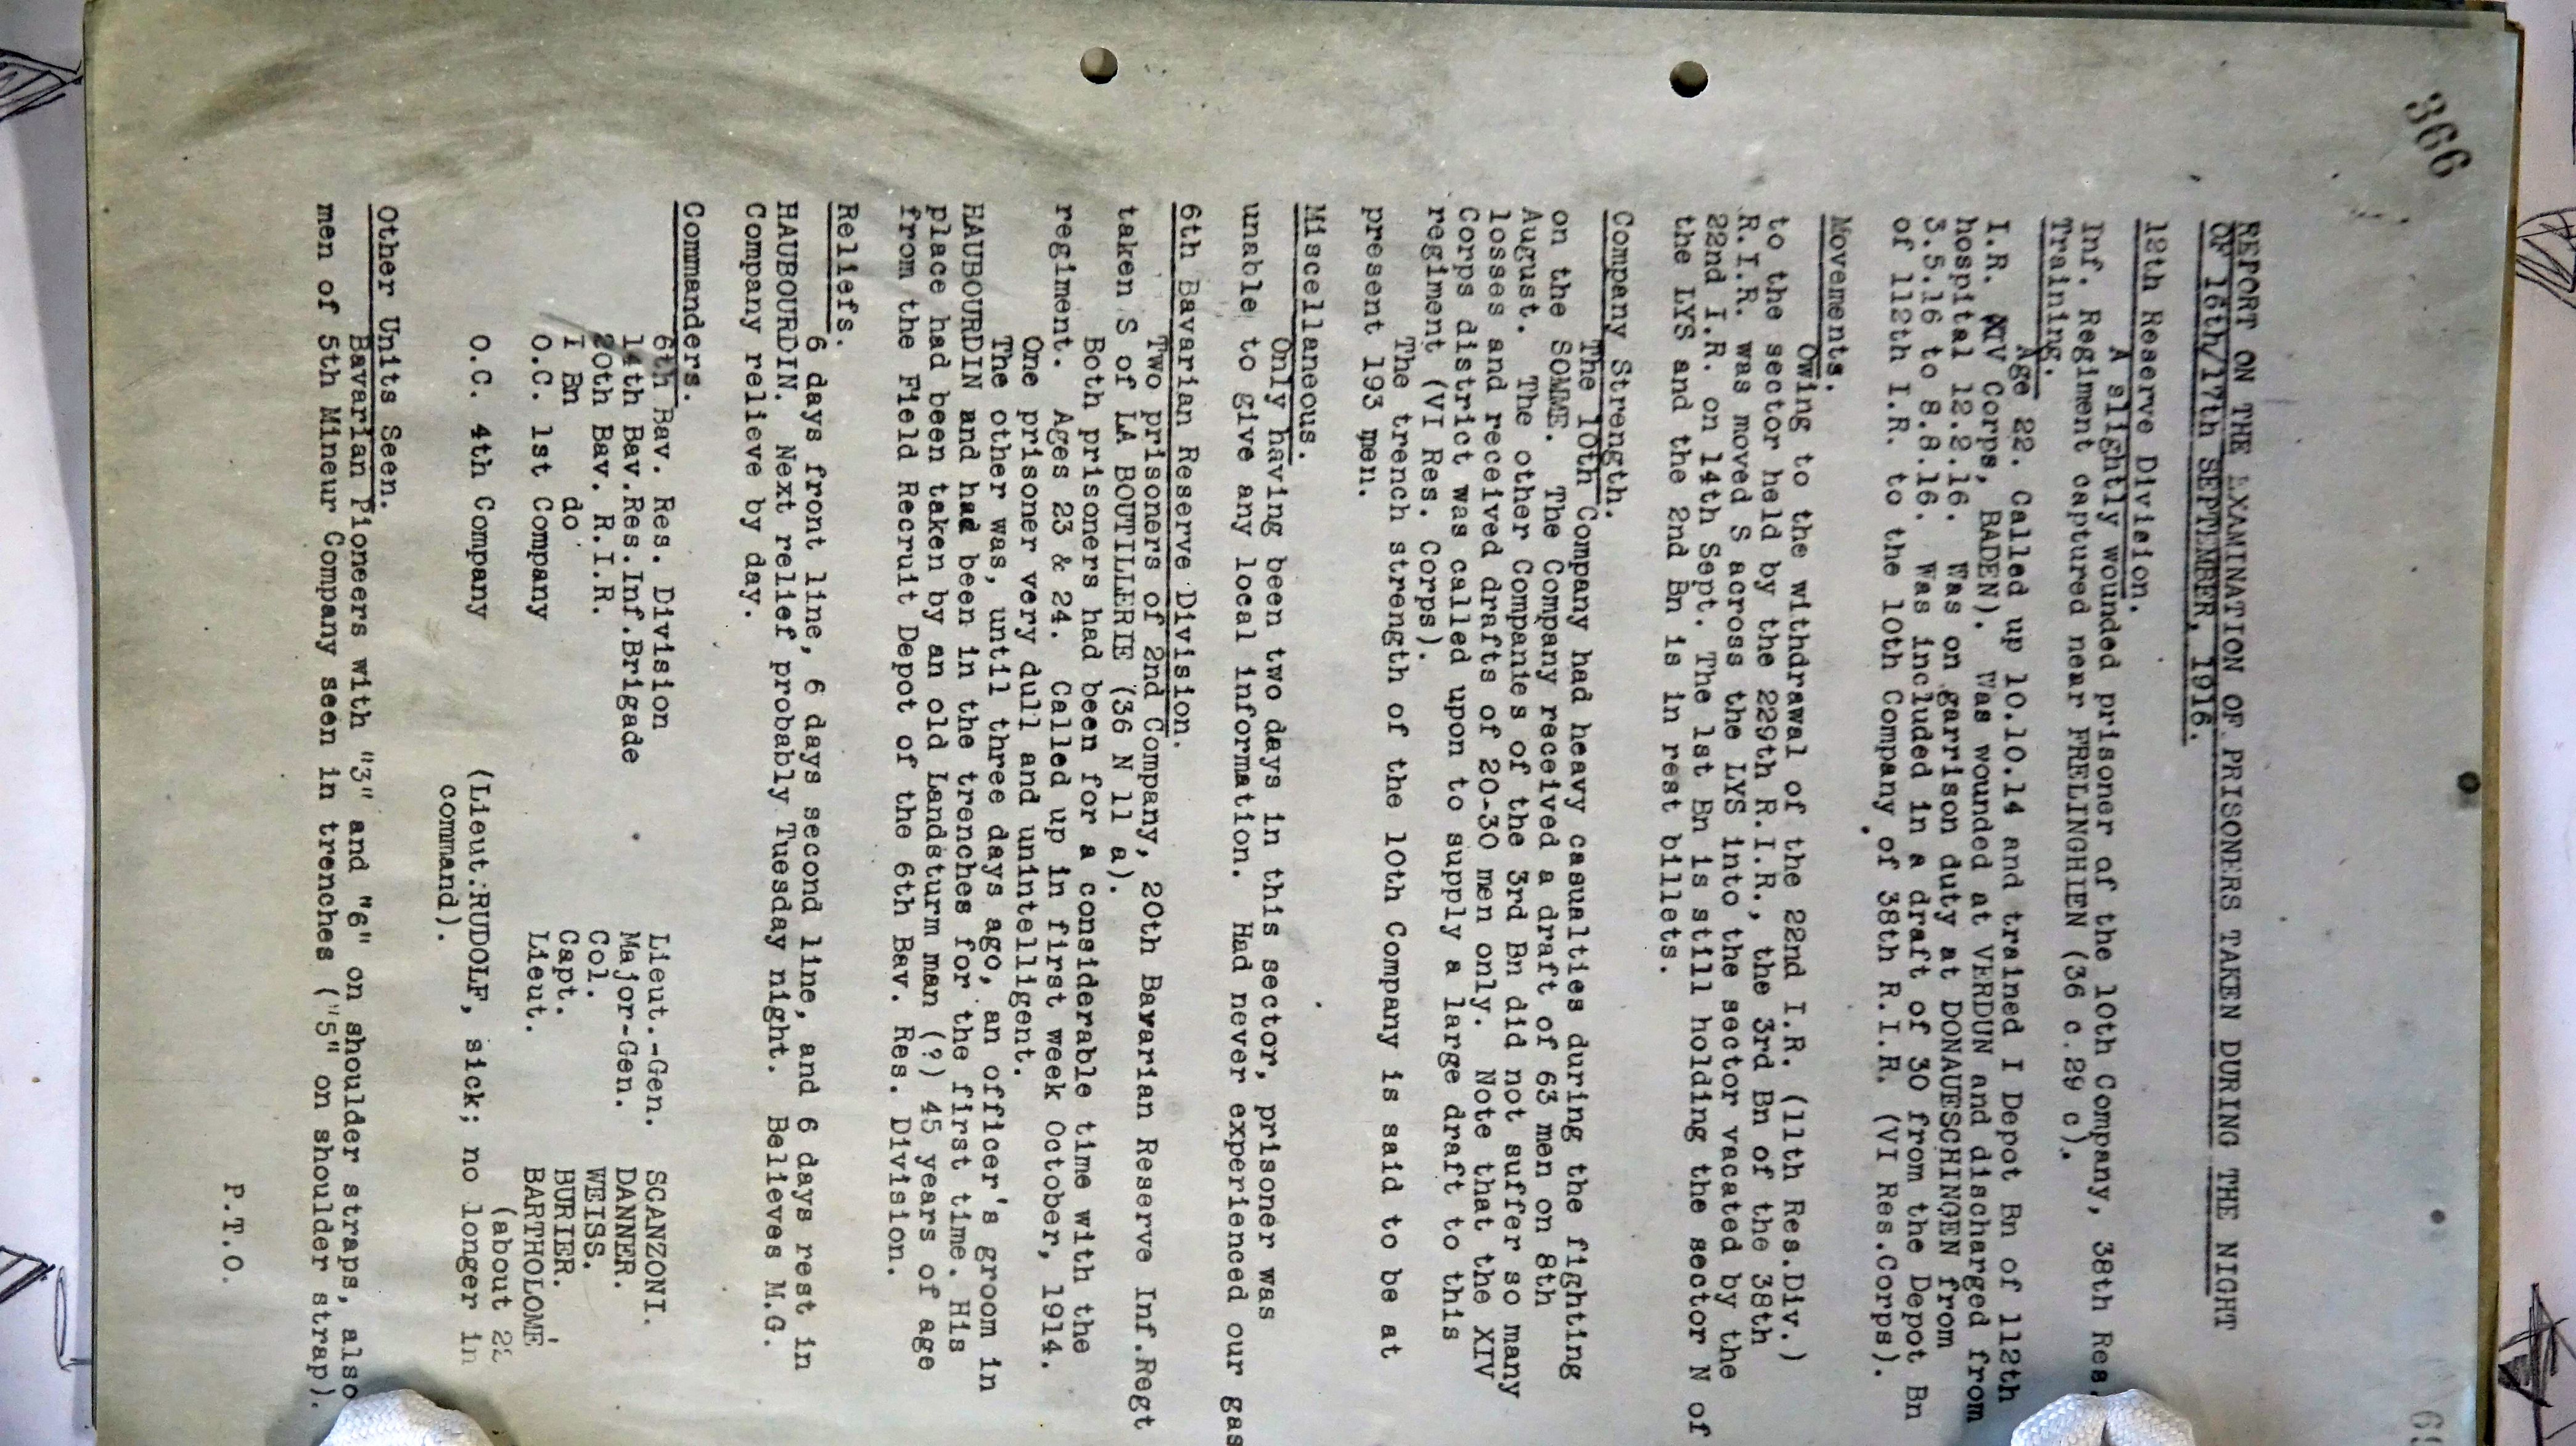 366
REPORT ON THE EXAMINATION OF PRISONERS TAKEN DURING THE NIGHT
OF 16th/17th SEPTEMBER, 1916.
12th Reserve Division.
A slightly wounded prisoner of the 10th Company, 38th Res.
Inf. Regiment captured near FRELINGHIEN (36 c 29 c).
Training.
Age 22. Called up 10.10.14 and trained I Depot Bn of 112th
I.R. XIV Corps, BADEN). Was wounded at VERDUN and discharged from
hospital 12.2.16. Was on garrison duty at DONAUESCHINGEN from
3.5.16 to 8.8.16. Was included in a draft of 30 from the Depot Bn
of 112th I.R. to the 10th Company of 38th R.I.R. (VI Res.Corps).
Movements.
Owing to the withdrawal of the 22nd I.R. (11th Res.Div.)
to the sector held by the 229th R.I.R., the 3rd Bn of the 38th
R.I.R. was moved S across the LYS into the sector vacated by the
22nd I.R. on 14th Sept. The 1st Bn is still holding the sector N of
the LYS and the 2nd Bn is in rest billets.
Company Strength.
The 10th Company had heavy casualties during the fighting
on the SOMME. The Company received a draft of 63 men on 8th
August. The other Companies of the 3rd Bn did not suffer so many
losses and received drafts of 20-30 men only. Note that the XIV
Corps district was called upon to supply a large draft to this
regiment (VI Res. Corps).
The trench strength of the 10th Company is said to be at
present 193 men.
Miscellaneous.
Only having been two days in this sector, prisoner was
unable to give any local information. Had never experienced our gas
6th Bavarian Reserve Division.
Two prisoners of 2nd Company, 20th Bavarian Reserve Inf.Regt
taken S of LA BOUTILLERIE (36 N 11 a).
Both prisoners had been for a considerable time with the
regiment. Ages 23 & 24. Called up in first week October, 1914.
One prisoner very dull and unintelligent.
The other was, until three days ago, an officer's groom in
HAUBOURDIN and had been in the trenches for the first time. His
place had been taken by an old Landsturm man (?) 45 years of age
from the Field Recruit Depot of the 6th Bav. Res. Division.
Reliefs.
6 days front line, 6 days second line, and 6 days rest in
HAUBOURDIN. Next relief probably Tuesday night. Believes M.G.
Company relieve by day.
Commanders.
6th Bav. Res. Division Lieut.-Gen. SCANZONI.
14th Bav.Res.Inf.Brigade Major-Gen. DANNER.
20th Bav. R.I.R. Col. WEISS.
I Bn do Capt. BURIER.
O.C. 1st Company Lieut. BARTHOLOMÉ
(about 22
O.C. 4th Company (Lieut.RUDOLF, sick; no longer in
command).
Other Units Seen.
Bavarian Pioneers with "3" and "6" on shoulder straps, also
men of 5th Mineur Company seen in trenches ("5" on shoulder strap).
P.T.O.